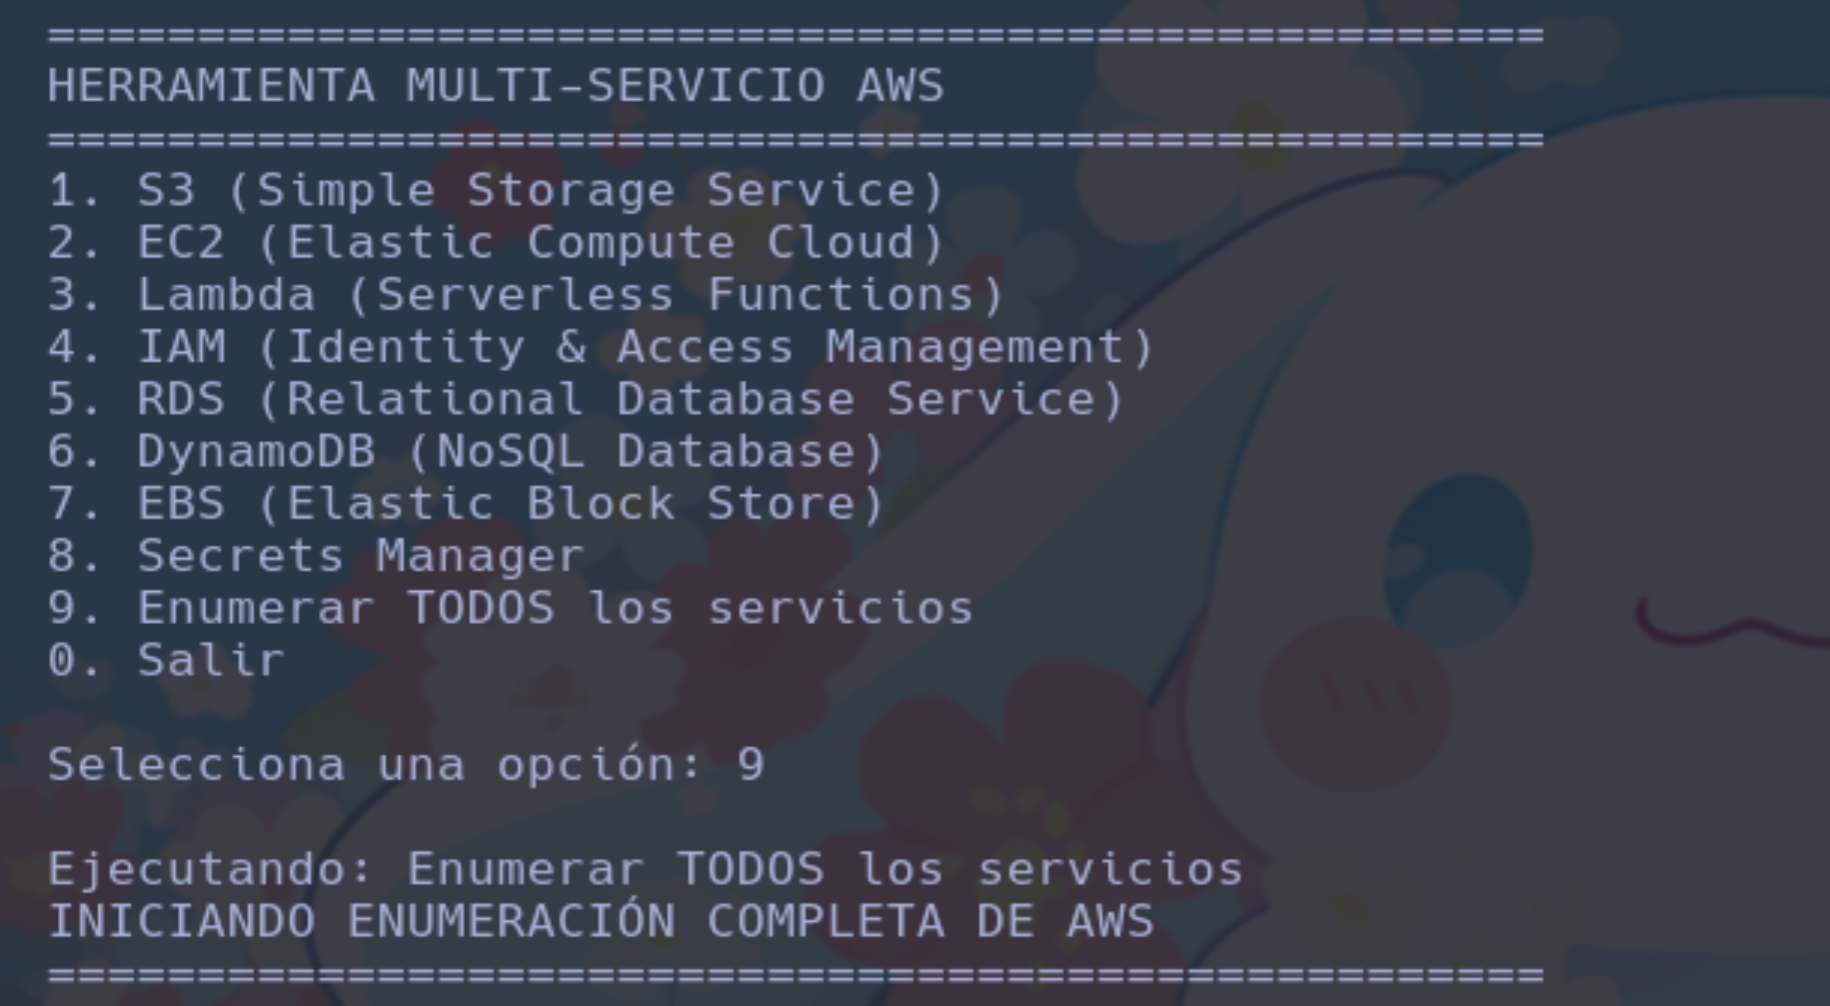 ==================================================
HERRAMIENTA MULTI-SERVICIO AWS
==================================================
1. S3 (Simple Storage Service)
2. EC2 (Elastic Compute Cloud)
3. Lambda (Serverless Functions)
4. IAM (Identity & Access Management)
5. RDS (Relational Database Service)
6. DynamoDB (NoSQL Database)
7. EBS (Elastic Block Store)
8. Secrets Manager
9. Enumerar TODOS los servicios
0. Salir
Selecciona una opción: 9
Ejecutando: Enumerar TODOS los servicios
INICIANDO ENUMERACIÓN COMPLETA DE AWS
==================================================